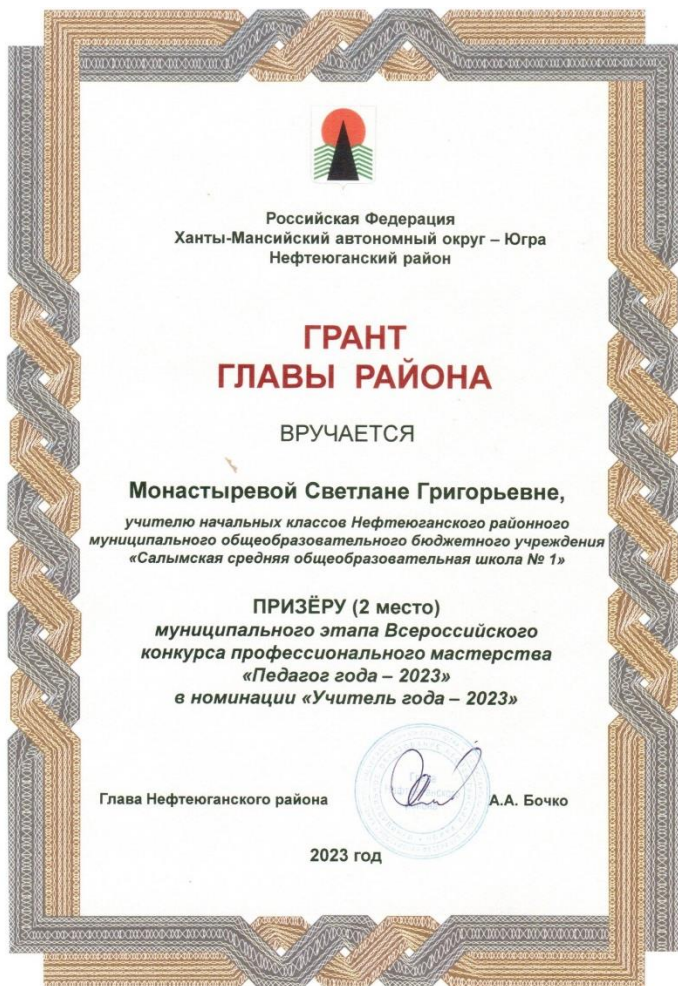 Российская Федерация
Ханты-Мансийский автономный округ – Югра
Нефтеюганский район
ГРАНТ
ГЛАВЫ РАЙОНА
ВРУЧАЕТСЯ
Монастыревой Светлане Григорьевне,
учителю начальных классов Нефтеюганского районного
муниципального общеобразовательного бюджетного учреждения
«Салымская средняя общеобразовательная школа № 1»
ПРИЗЁРУ (2 место)
муниципального этапа Всероссийского
конкурса профессионального мастерства
«Педагог года – 2023»
в номинации «Учитель года – 2023»
Глава Нефтеюганского района
А.А. Бочко
2023 год